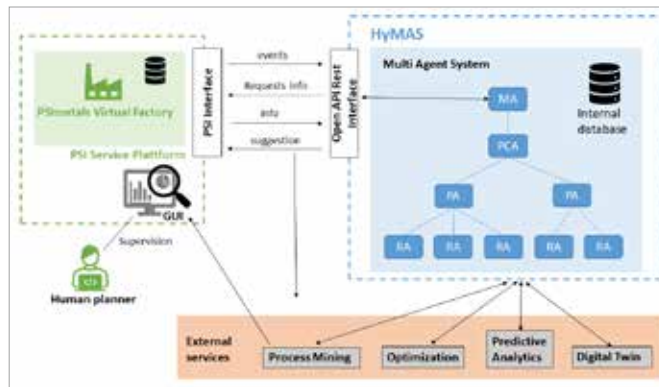 HyMAS
Multi Agent System
Internal
database
MA
PCA
PA
PA
RA
RA
RA
RA
RA
PSI Interface
Open API Rest
Interface
events
Requests info
info
suggestion
PSImetals Virtual Factory
PSI Service Plattform
GUI
Supervision
Human planner
External
services
Process Mining
Optimization
Predictive
Analytics
Digital Twin